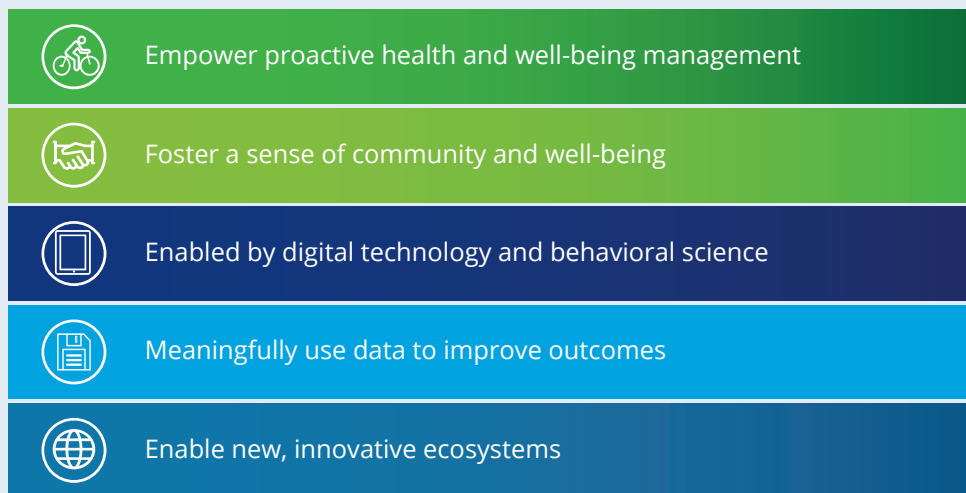 Empower proactive health and well-being management
Foster a sense of community and well-being
Enabled by digital technology and behavioral science
Meaningfully use data to improve outcomes
Enable new, innovative ecosystems